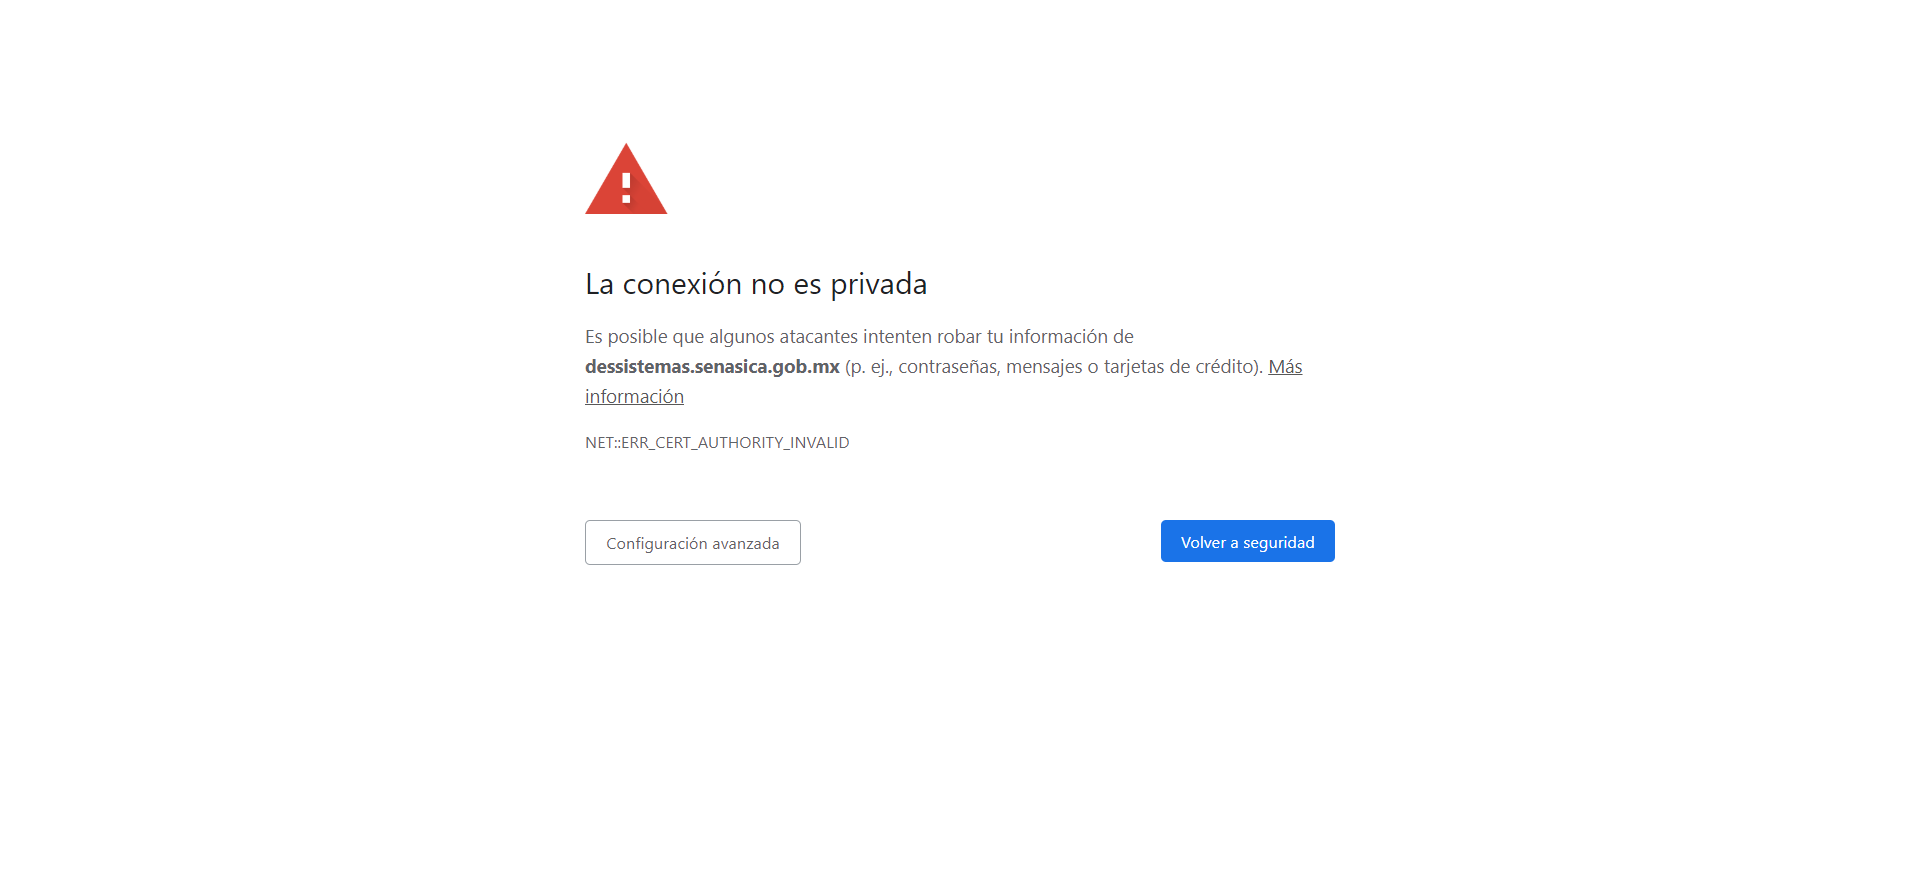 La conexión no es privada
Es posible que algunos atacantes intenten robar tu información de
dessistemas.senasica.gob.mx (p. ej., contraseñas, mensajes o tarjetas de crédito). Más
información
NET::ERR_CERT_AUTHORITY_INVALID
Configuración avanzada
Volver a seguridad